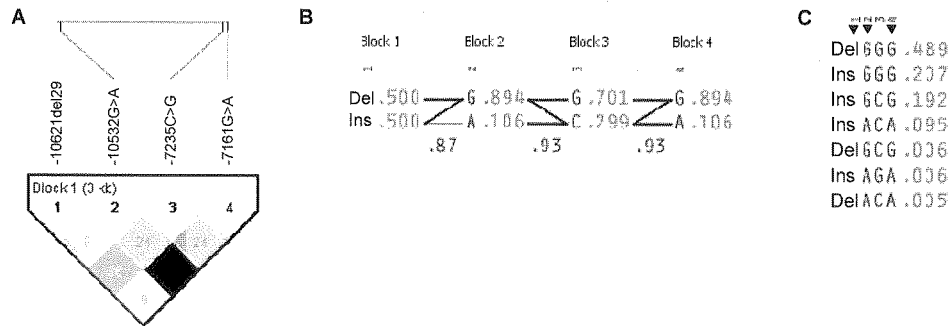 A
-10621del29
-10532G>A
-7235C>G
-7161G>A
Block 1 (0 kb)
1 2 3 4
B
Block 1 Block 2 Block 3 Block 4
Del .500 G .894 G .701 G .894
Ins .500 A .106 C .299 A .106
.87 .93 .93
C
Del GGG .489
Ins GGG .207
Ins GCG .192
Ins ACA .095
Del GCG .006
Ins AGA .006
Del ACA .005